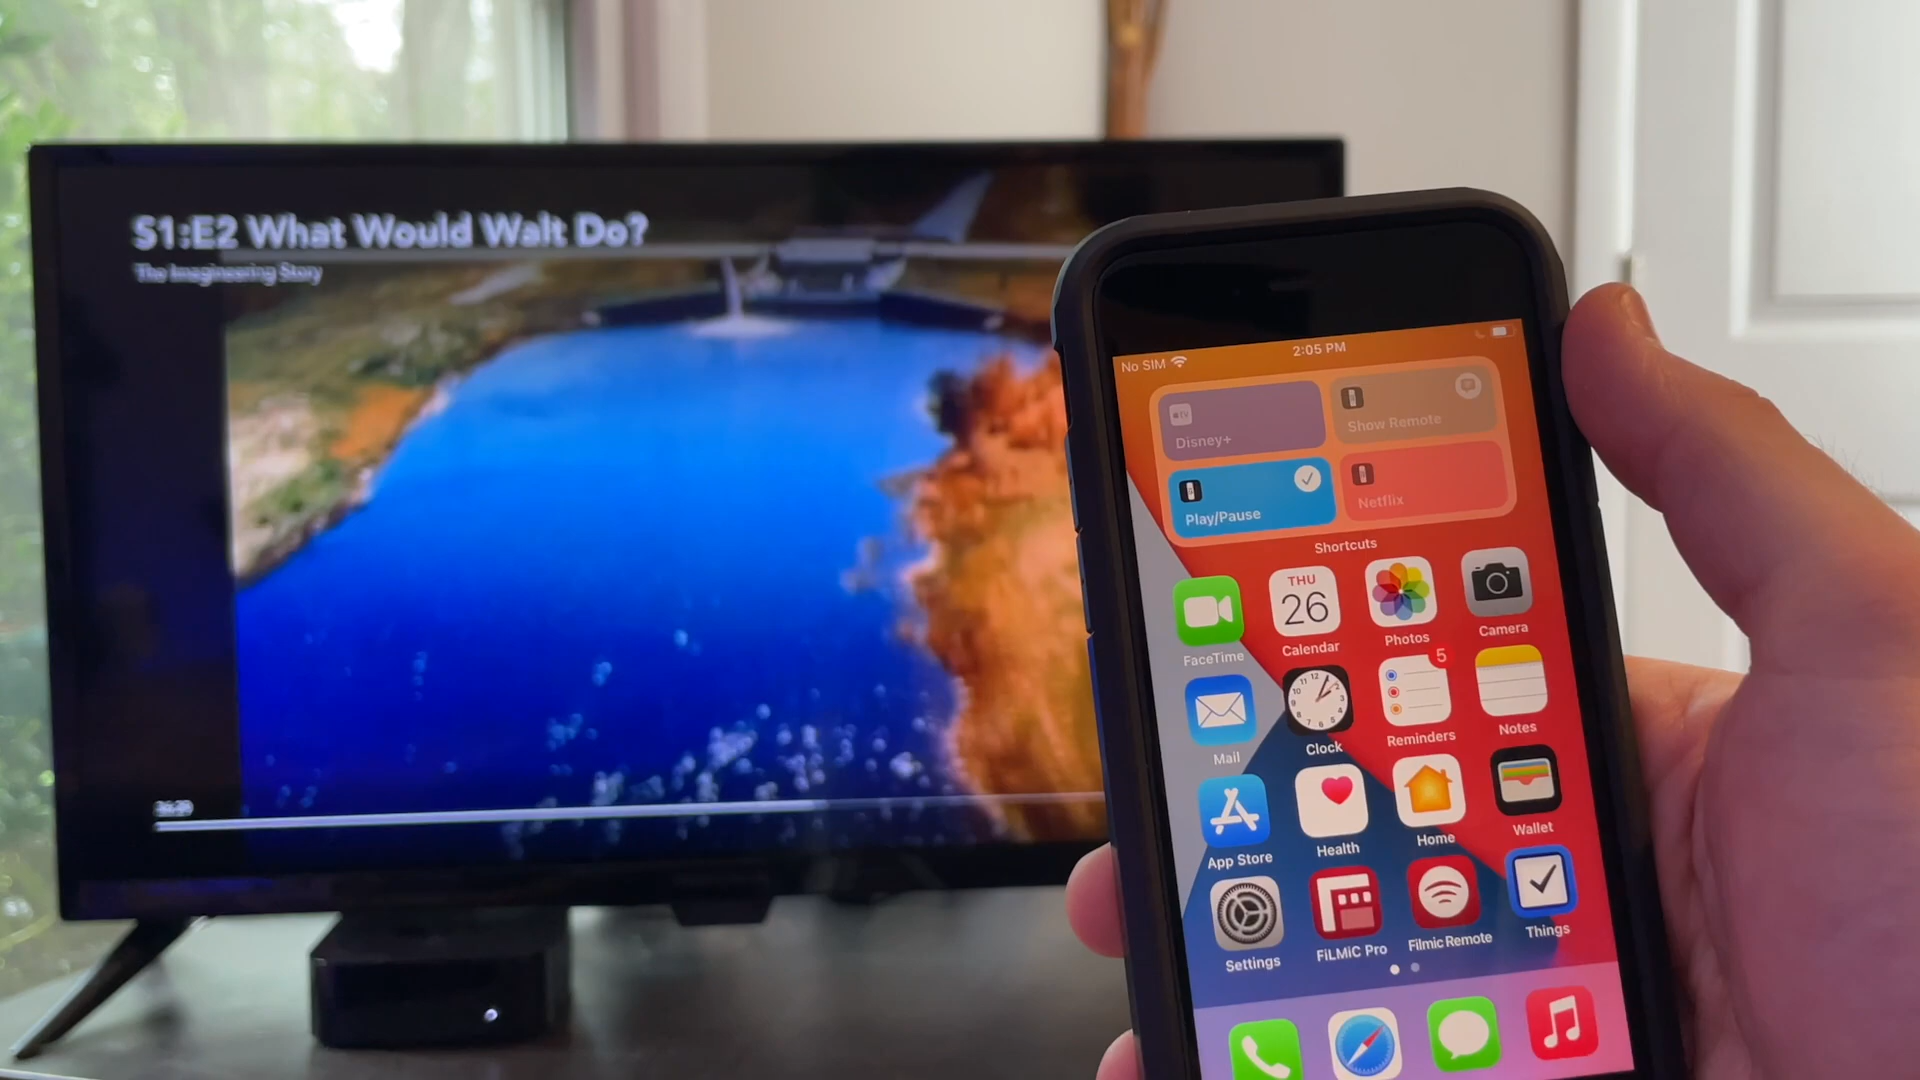 S1:E2 What Would Walt Do?
The Imagineering Story
No SIM
2:05 PM
tv
Disney+
Show Remote
Play/Pause
Netflix
Shortcuts
FaceTime
THU
26
Calendar
Photos
Camera
Mail
Clock
5
Reminders
Notes
App Store
Health
Home
Wallet
Settings
FiLMiC Pro
Filmic Remote
Things